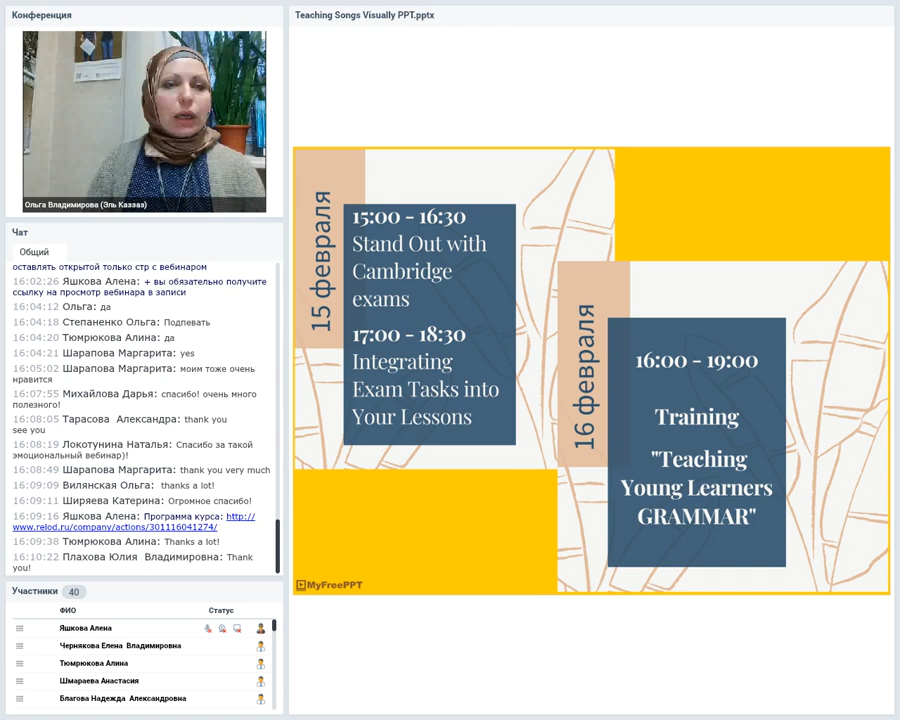 Конференция
Ольга Владимирова (Эль Каззаз)
Чат
Общий
оставлять открытой только стр с вебинаром
16:02:26 Яшкова Алена: + вы обязательно получите
ссылку на просмотр вебинара в записи
16:04:12 Ольга: да
16:04:18 Степаненко Ольга: Подпевать
16:04:20 Тюмрюкова Алина: да
16:04:21 Шарапова Маргарита: yes
16:05:02 Шарапова Маргарита: моим тоже очень
нравится
16:07:55 Михайлова Дарья: спасибо! очень много
полезного!
16:08:05 Тарасова Александра: thank you
see you
16:08:19 Локотунина Наталья: Спасибо за такой
эмоциональный вебинар)!
16:08:49 Шарапова Маргарита: thank you very much
16:09:09 Вилянская Ольга: thanks a lot!
16:09:11 Ширяева Катерина: Огромное спасибо!
16:09:16 Яшкова Алена: Программа курса: http://
www.relod.ru/company/actions/301116041274/
16:09:38 Тюмрюкова Алина: Thanks a lot!
16:10:22 Плахова Юлия Владимировна: Thank
you!
Участники 40
ФИО Статус
Яшкова Алена
Чернякова Елена Владимировна
Тюмрюкова Алина
Шмараева Анастасия
Благова Надежда Александровна
Teaching Songs Visually PPT.pptx
15 февраля
15:00 - 16:30
Stand Out with
Cambridge
exams
17:00 - 18:30
Integrating
Exam Tasks into
Your Lessons
16 февраля
16:00 - 19:00
Training
"Teaching
Young Learners
GRAMMAR"
MyFreePPT